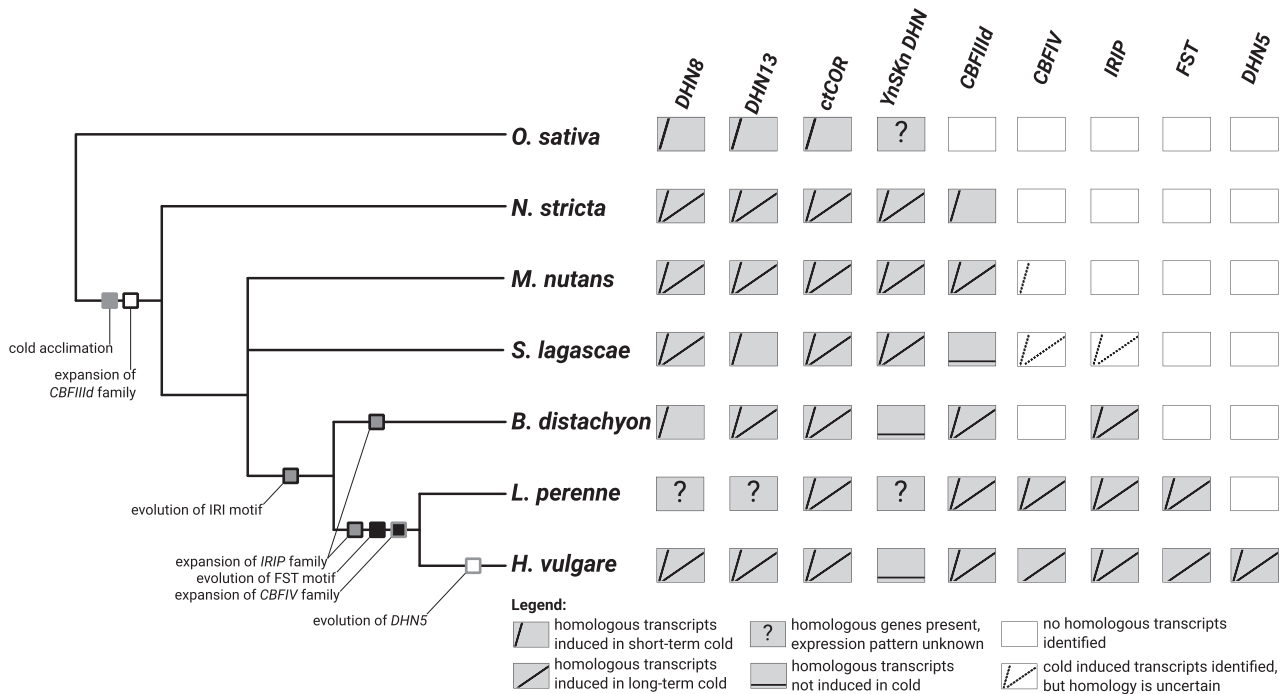 DHN8 DHN13 ctCOR YnSKn DHN CBFIIId CBFIV IRIP FST DHN5
O. sativa
?
N. stricta
M. nutans
S. lagascae
B. distachyon
L. perenne
? ? ?
H. vulgare
cold acclimation
expansion of
CBFIIId family
evolution of IRI motif
expansion of IRIP family
evolution of FST motif
expansion of CBFIV family
evolution of DHN5
Legend:
homologous transcripts
induced in short-term cold
homologous transcripts
induced in long-term cold
?
homologous genes present,
expression pattern unknown
homologous transcripts
not induced in cold
no homologous transcripts
identified
cold induced transcripts identified,
but homology is uncertain